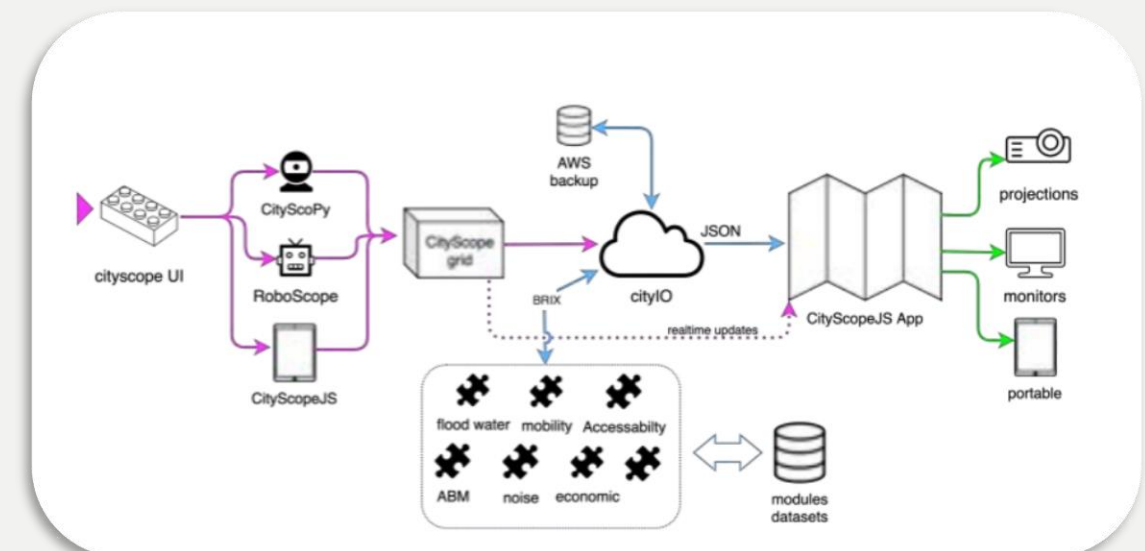 AWS
backup
projections
CityScoPy
cityscope UI
CityScope
grid
JSON
RoboScope
BRIX
cityIO
monitors
CityScopeJS App
realtime updates
CityScopeJS
portable
flood water
mobility
Accessabilty
ABM
noise
economic
modules
datasets